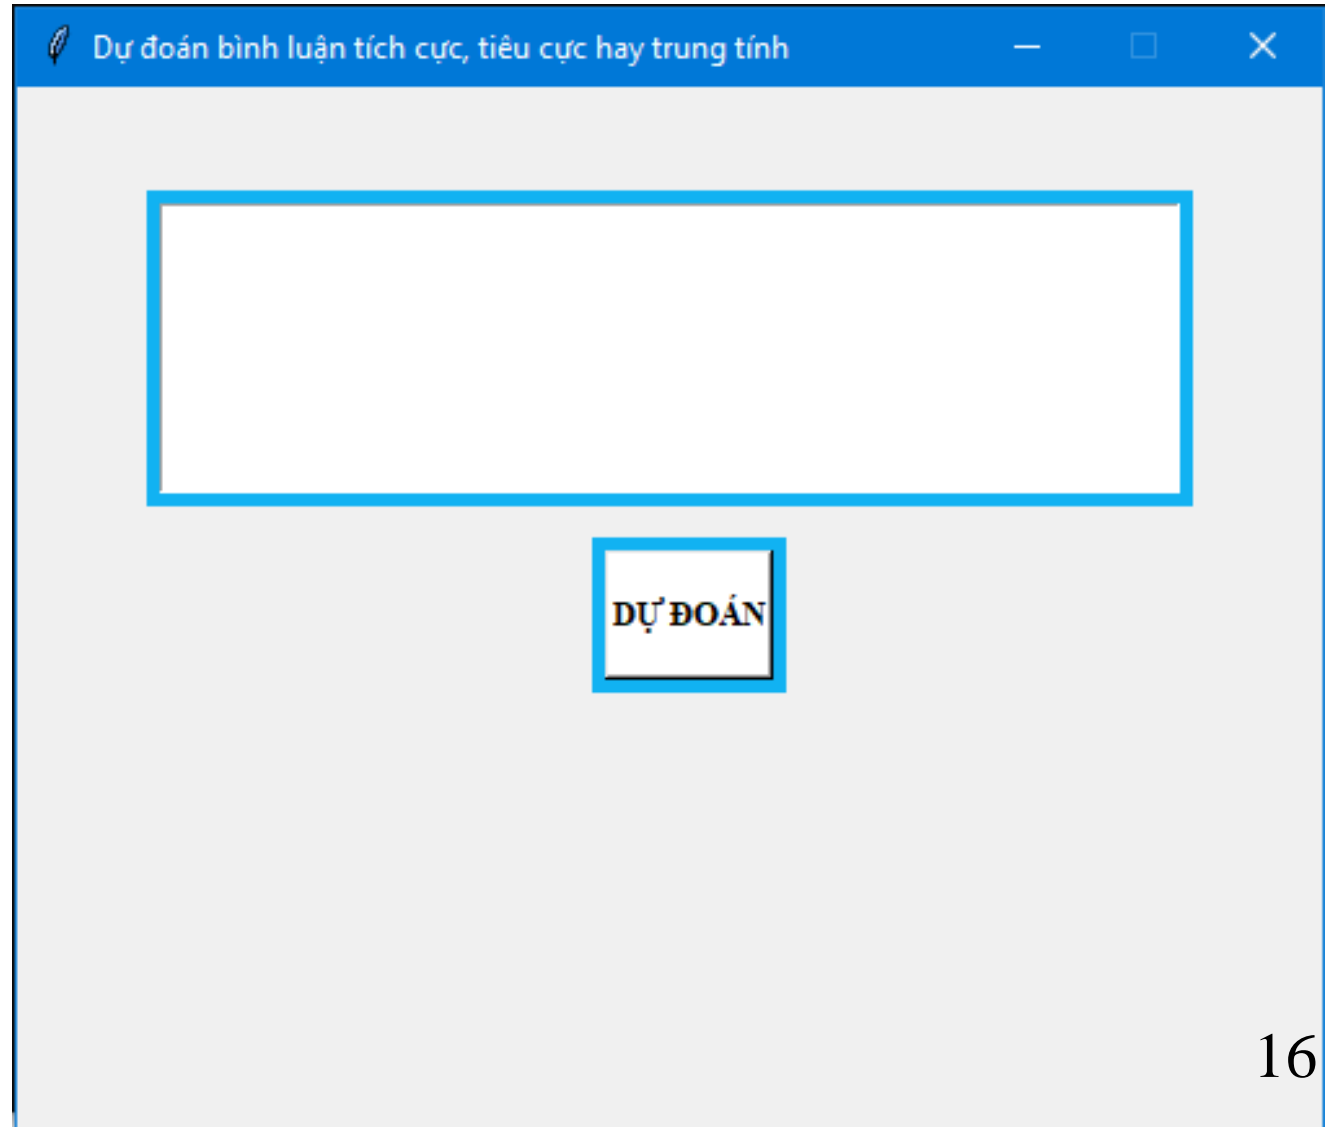 Dự đoán bình luận tích cực, tiêu cực hay trung tính
DỰ ĐOÁN
16